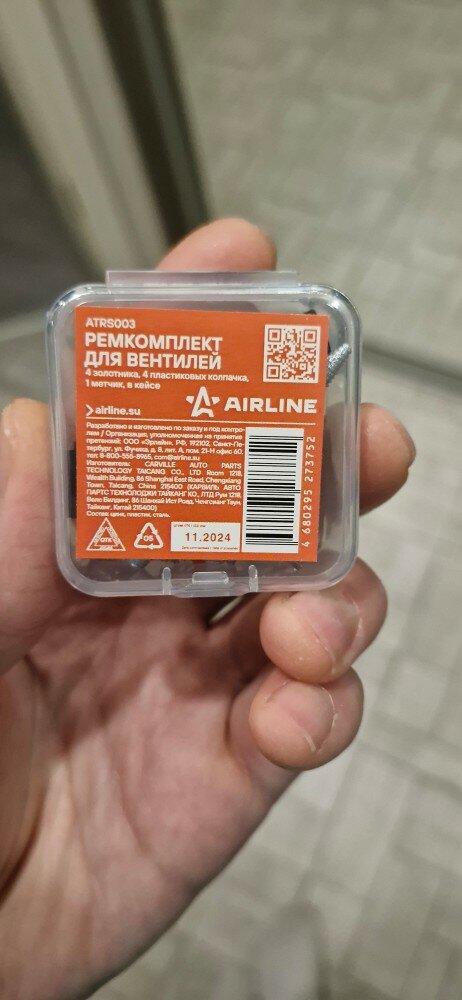 ATRS003
РЕМКОМПЛЕКТ
ДЛЯ ВЕНТИЛЕЙ
4 золотника, 4 пластиковых колпачка,
1 метчик, в кейсе
airline.su
AIRLINE
Разработано и изготовлено по заказу и под контро-
лем / Организация, уполномоченная на принятие
претензий: ООО «Эрлайн», РФ, 192102, Санкт-Пе-
тербург, ул. Фучика, д. 8, лит. А, пом. 21-Н офис 60,
тел: 8-800-555-8965, com@airline.su
Изготовитель: CARVILLE AUTO PARTS
TECHNOLOGY TAICANG CO., LTD Room 1218,
Wealth Building, 86 Shanghai East Road, Chengxiang
Town, Taicang, China 215400 (КАРВИЛЬ АВТО
ПАРТС ТЕХНОЛОДЖИ ТАЙКАНГ КО., ЛТД Рум 1218,
Велс Билдинг, 86 Шанхай Ист Роад, Ченгсианг Таун,
Тайканг, Китай 215400)
Состав: цинк, пластик, сталь.
ОТК
05
11.2024
4 680295 273752